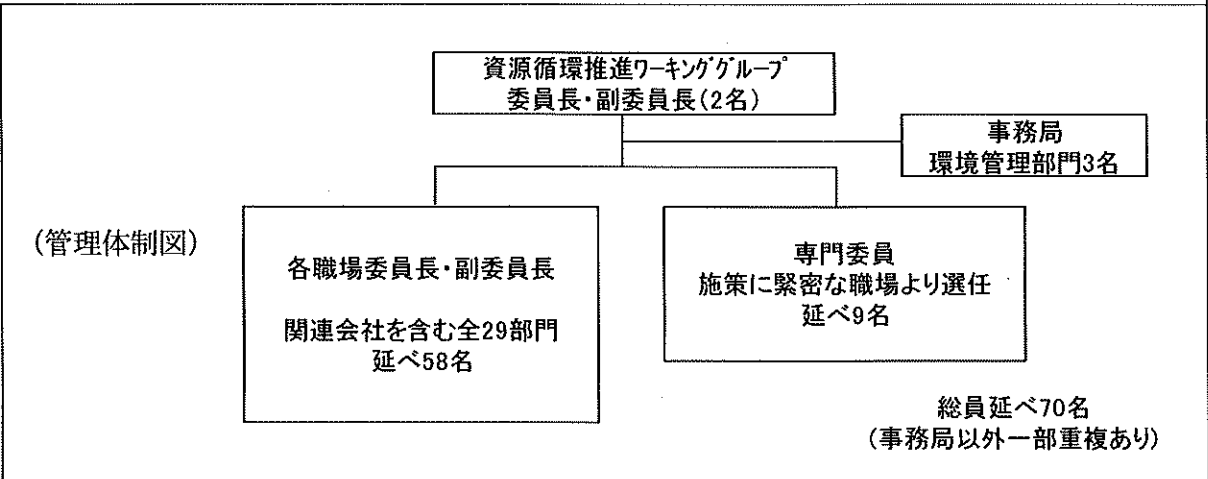 資源循環推進ワーキンググループ
委員長・副委員長(2名)
事務局
環境管理部門3名
(管理体制図)
各職場委員長・副委員長
関連会社を含む全29部門
延べ58名
専門委員
施策に緊密な職場より選任
延べ9名
総員延べ70名
(事務局以外一部重複あり)